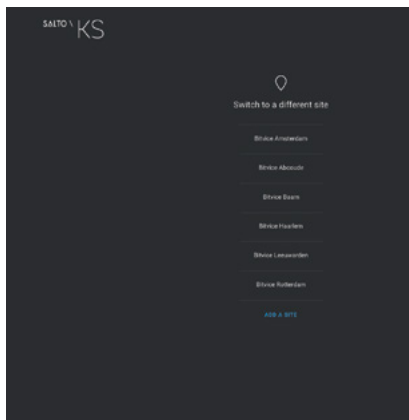 SALTO KS
Switch to a different site
Bitvice Amsterdam
Bitvice Abcoude
Bitvice Baarn
Bitvice Haarlem
Bitvice Leeuwarden
Bitvice Rotterdam
ADD A SITE